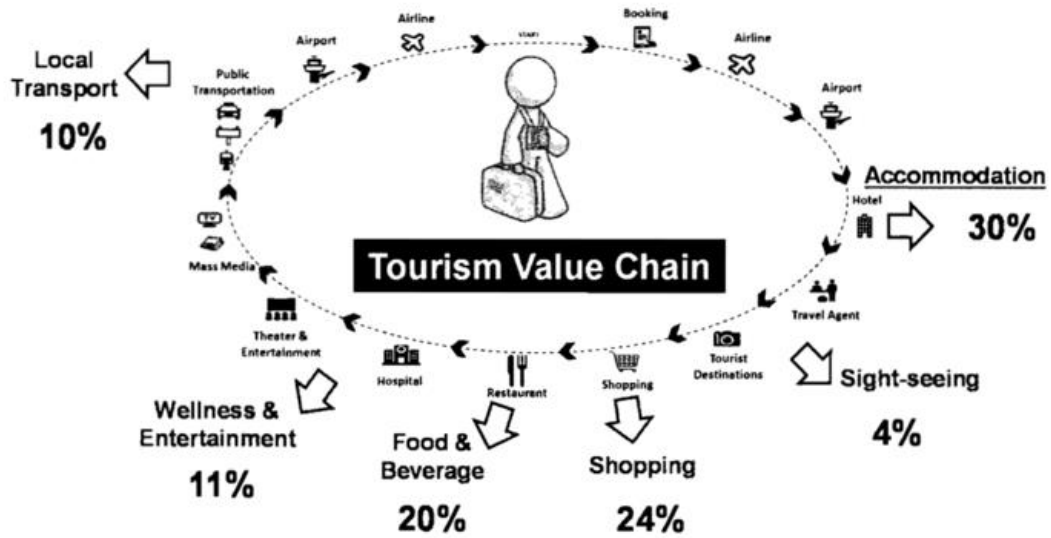 START
Booking
Airline
Airport
Hotel
Accommodation
30%
Travel Agent
Tourist
Destinations
Sight-seeing
4%
Shopping
Shopping
24%
Restaurant
Food &
Beverage
20%
Hospital
Theater &
Entertainment
Wellness &
Entertainment
11%
Mass Media
TV
Public
Transportation
Local
Transport
10%
Airport
Airline
Tourism Value Chain